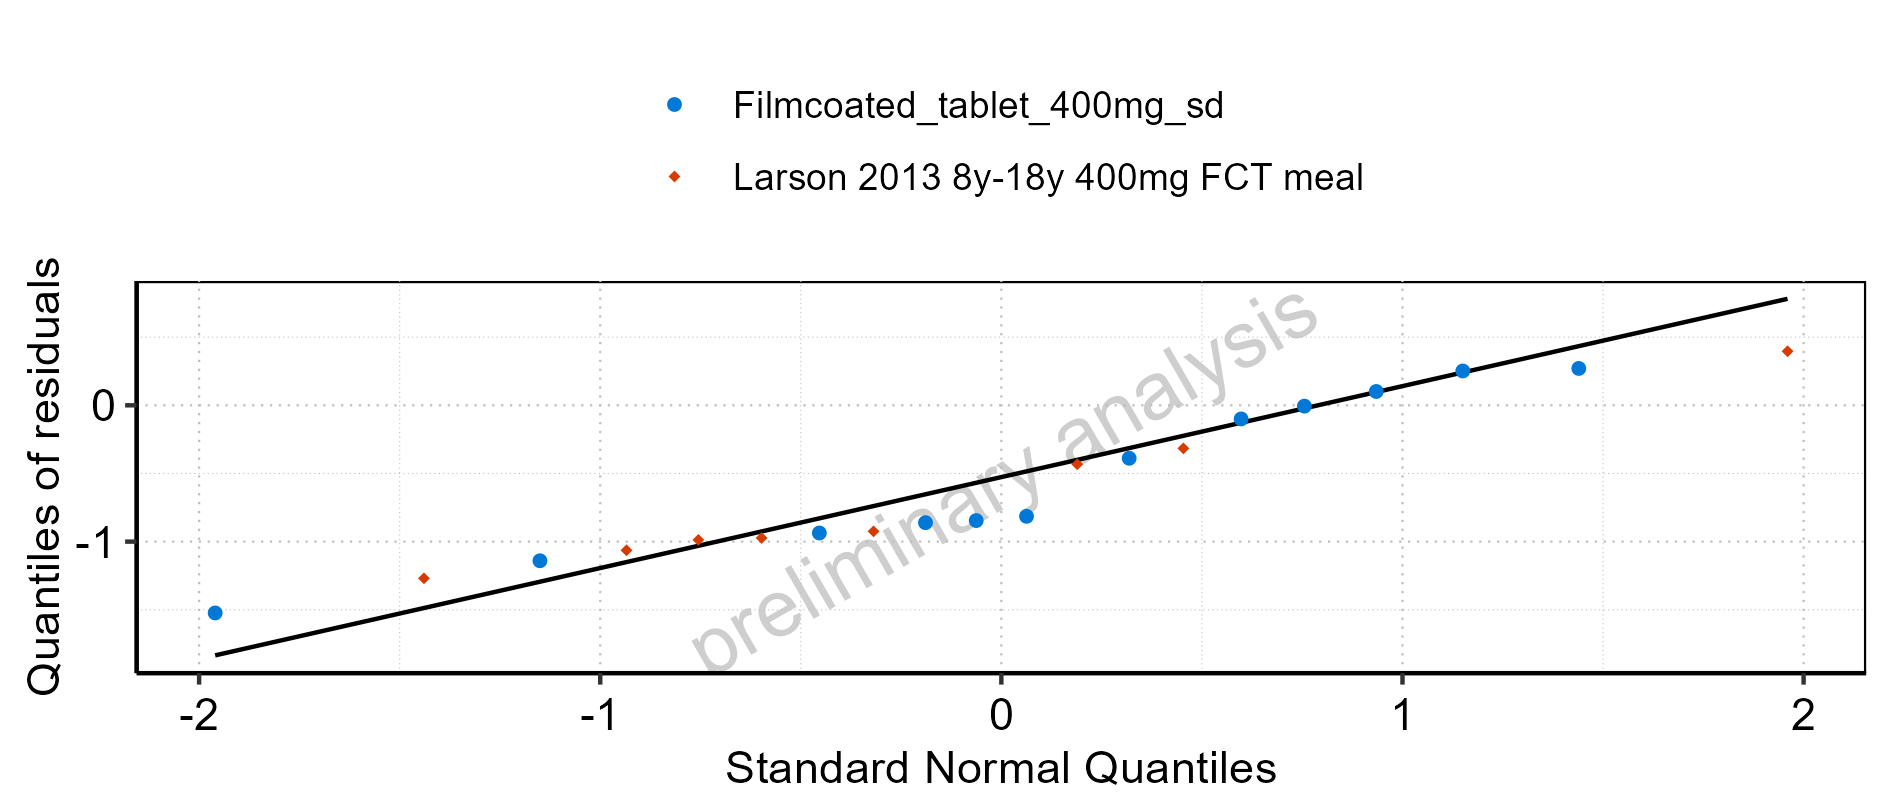 Filmcoated_tablet_400mg_sd
Larson 2013 8y-18y 400mg FCT meal
Quantiles of residuals
0
-1
preliminary analysis
-2
-1
0
1
2
Standard Normal Quantiles